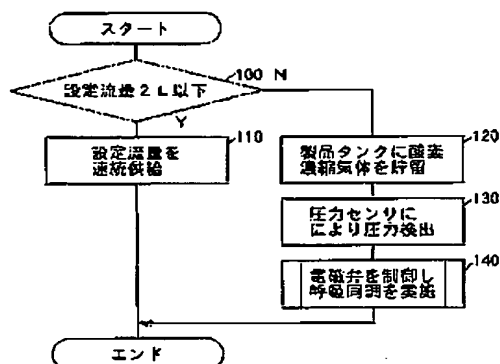 スタート
100 N
設定流量２Ｌ以下
Y
110
設定流量を
連続供給
120
製品タンクに酸素
濃縮気体を貯留
130
圧力センサに
により圧力検出
140
電磁弁を制御し
呼吸同期を実施
エンド